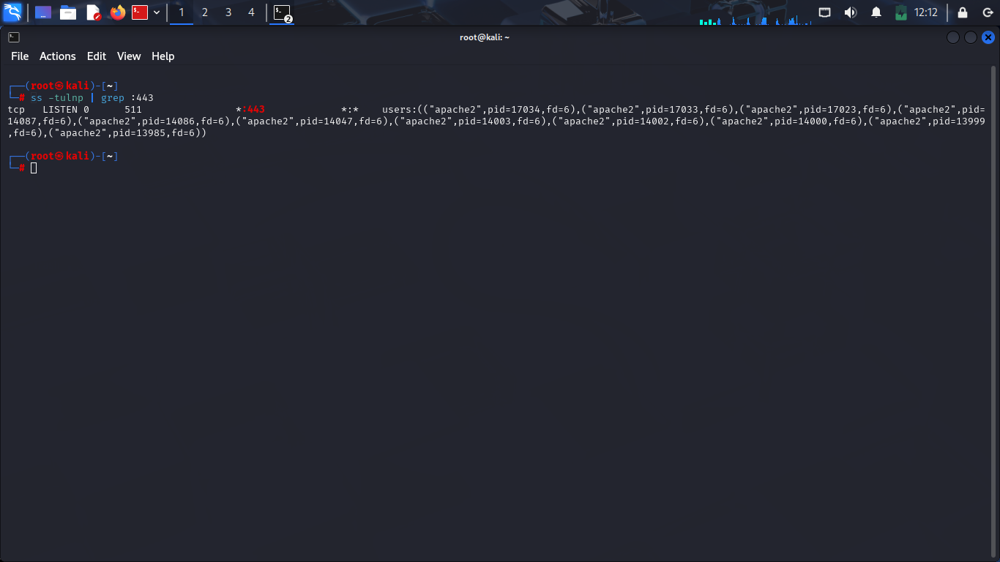 1 2 3 4 2 12:12
root@kali: ~
File Actions Edit View Help
┌──(root㉿kali)-[~]
└─# ss -tulnp | grep :443
tcp   LISTEN 0      511                *:443             *:*    users:(("apache2",pid=17034,fd=6),("apache2",pid=17033,fd=6),("apache2",pid=17023,fd=6),("apache2",pid=
14087,fd=6),("apache2",pid=14086,fd=6),("apache2",pid=14047,fd=6),("apache2",pid=14003,fd=6),("apache2",pid=14002,fd=6),("apache2",pid=14000,fd=6),("apache2",pid=13999
,fd=6),("apache2",pid=13985,fd=6))
┌──(root㉿kali)-[~]
└─#